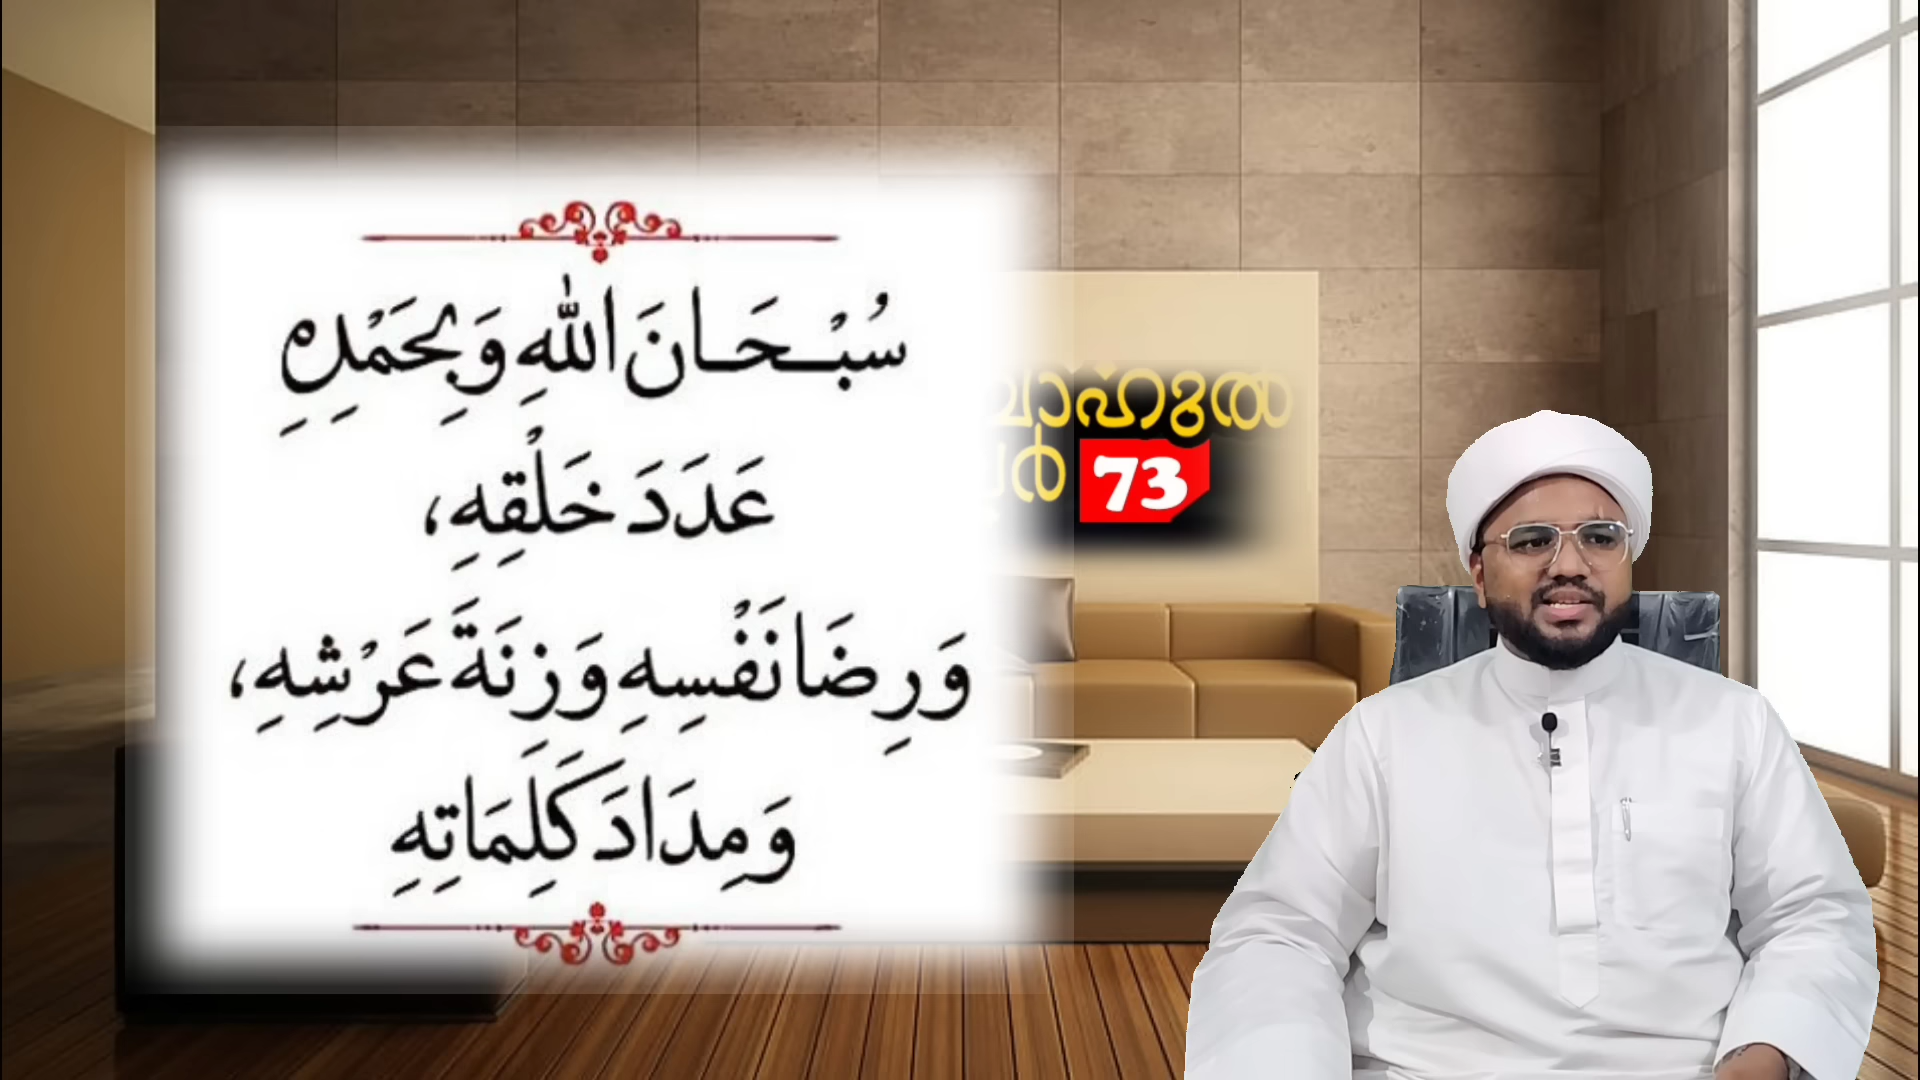 سُبْحَانَ اللهِ وَبِحَمْدِهِ
عَدَدَ خَلْقِهِ،
وَرِضَا نَفْسِهِ وَزِنَةَ عَرْشِهِ،
وَمِدَادَ كَلِمَاتِهِ
73